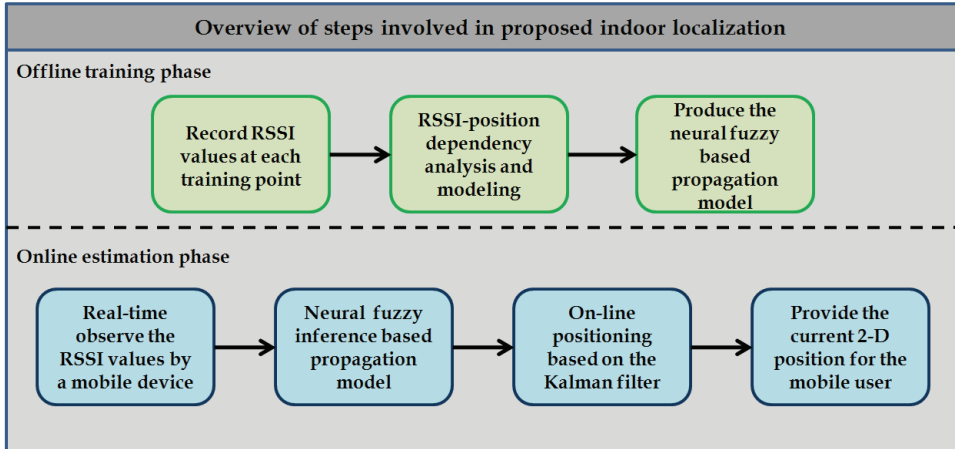 Overview of steps involved in proposed indoor localization
Offline training phase
Record RSSI
values at each
training point
RSSI-position
dependency
analysis and
modeling
Produce the
neural fuzzy
based
propagation
model
Online estimation phase
Real-time
observe the
RSSI values by
a mobile device
Neural fuzzy
inference based
propagation
model
On-line
positioning
based on the
Kalman filter
Provide the
current 2-D
position for the
mobile user